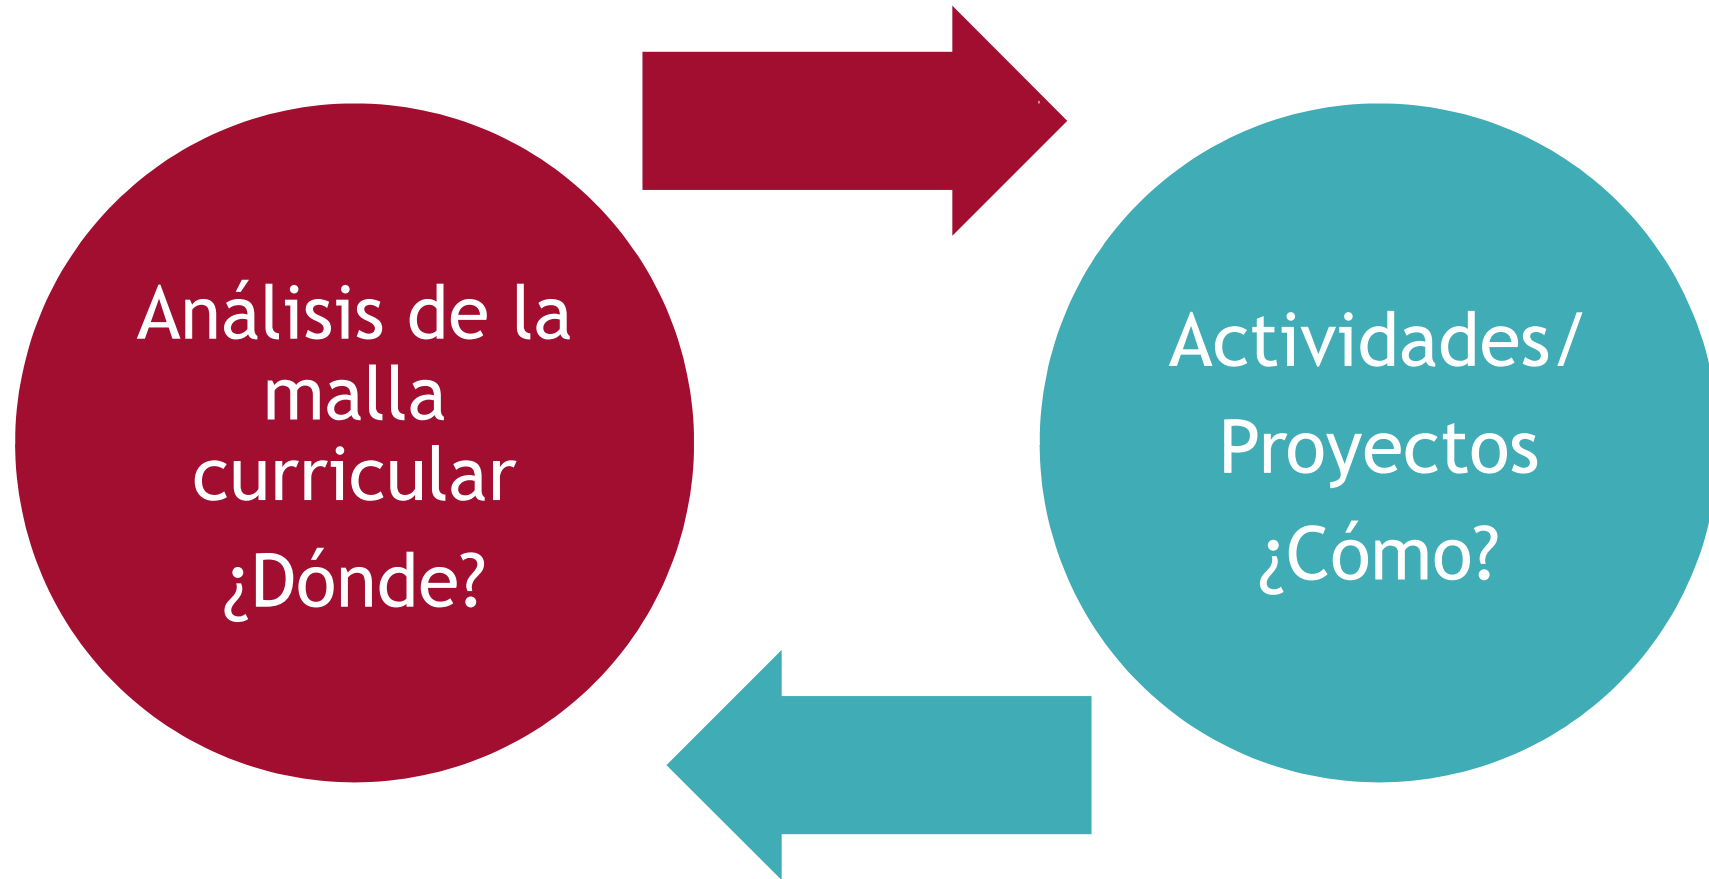 Análisis de la
malla
curricular
¿Dónde?
Actividades/
Proyectos
¿Cómo?